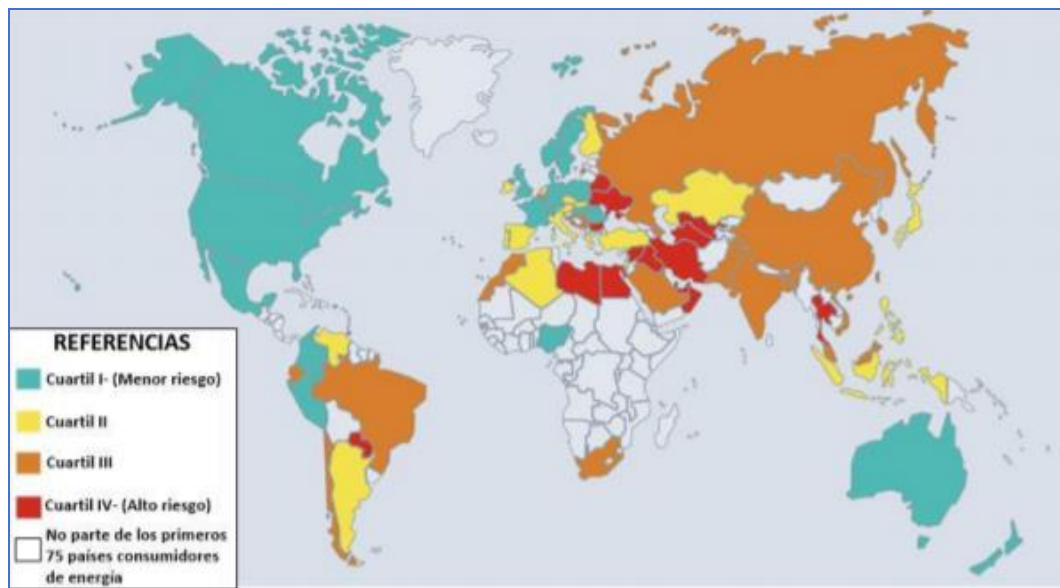 REFERENCIAS
Cuartil I- (Menor riesgo)
Cuartil II
Cuartil III
Cuartil IV- (Alto riesgo)
No parte de los primeros
75 países consumidores
de energía